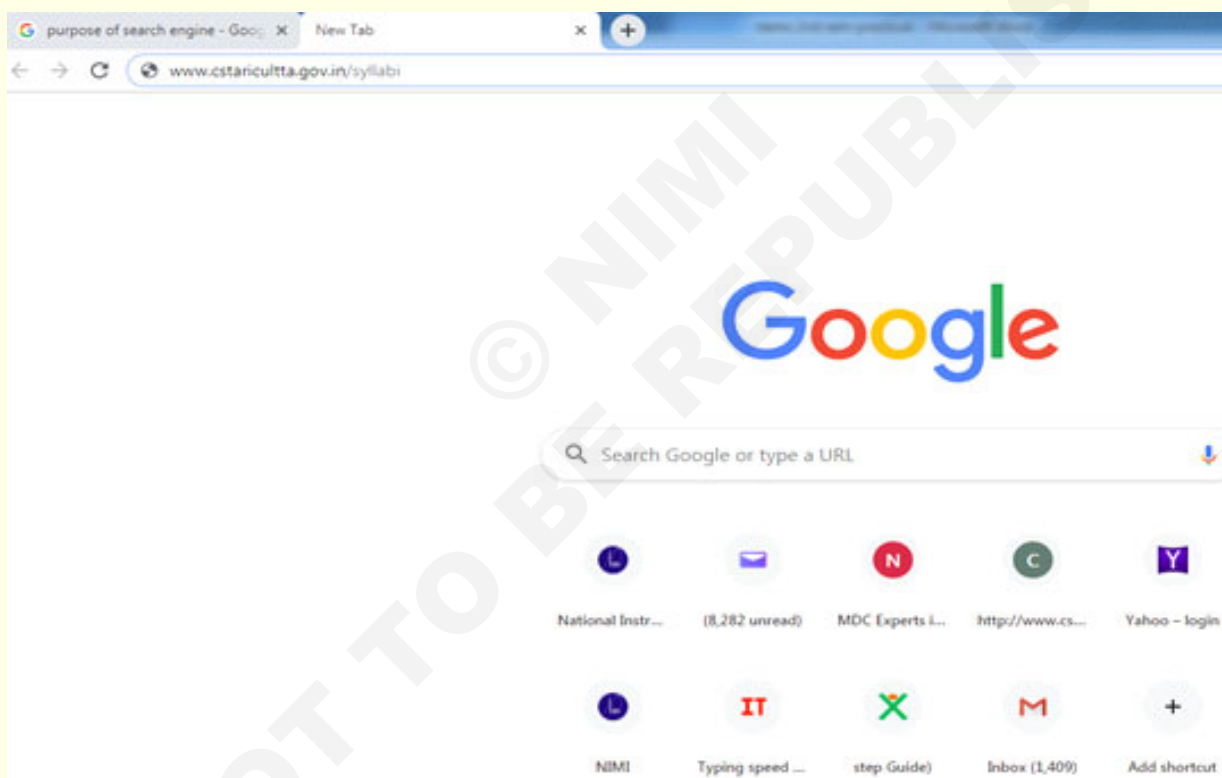 purpose of search engine - Goo
New Tab
www.cstaricultta.gov.in/syllabi
Google
Search Google or type a URL
National Instr...
(8,282 unread)
MDC Experts i...
http://www.cs...
Yahoo – login
NIMI
Typing speed ...
step Guide)
Inbox (1,409)
Add shortcut
© NIMI
NOT TO BE REPUBLIS